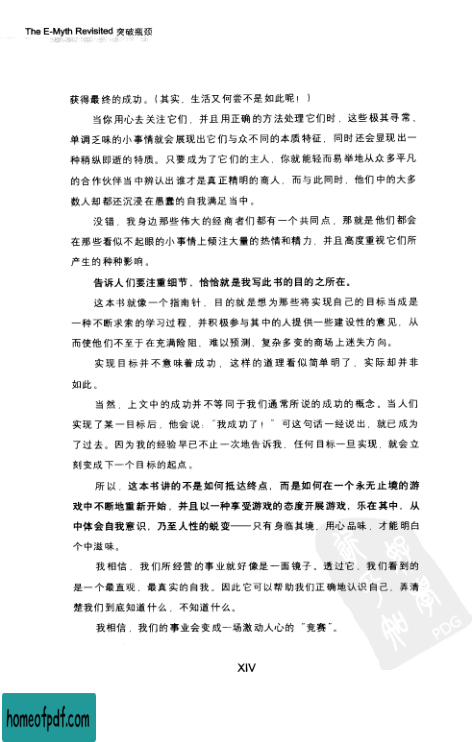 The E-Myth Revisited 突破瓶颈
获得最终的成功。(其实，生活又何尝不是如此呢！)
当你用心去关注它们，并且用正确的方法处理它们时，这些极其寻常、
单调乏味的小事情就会展现出它们与众不同的本质特征，同时还会显现出一
种稍纵即逝的特质。只要成为了它们的主人，你就能轻而易举地从众多平凡
的合作伙伴当中辨认出谁才是真正精明的商人，而与此同时，他们中的大多
数人却都还沉浸在愚蠢的自我满足当中。
没错，我身边那些伟大的经商者们都有一个共同点，那就是他们都会
在那些看似不起眼的小事情上倾注大量的热情和精力，并且高度重视它们所
产生的种种影响。
告诉人们要注重细节，恰恰就是我写此书的目的之所在。
这本书就像一个指南针，目的就是想为那些将实现自己的目标当成是
一种不断求索的学习过程，并积极参与其中的人提供一些建设性的意见，从
而使他们不至于在充满险阻、难以预测、复杂多变的商场上迷失方向。
实现目标并不意味着成功，这样的道理看似简单明了，实际却并非
如此。
当然，上文中的成功并不等同于我们通常所说的成功的概念。当人们
实现了某一目标后，他会说："我成功了！"可这句话一经说出，就已成为
了过去。因为我的经验早已不止一次地告诉我，任何目标一旦实现，就会立
刻变成下一个目标的起点。
所以，这本书讲的不是如何抵达终点，而是如何在一个永无止境的游
戏中不断地重新开始，并且以一种享受游戏的态度开展游戏，乐在其中，从
中体会自我意识，乃至人性的蜕变——只有身临其境，用心品味，才能明白
个中滋味。
我相信，我们所经营的事业就好像是一面镜子。透过它，我们看到的
是一个最直观、最真实的自我。因此它可以帮助我们正确地认识自己，弄清
楚我们到底知道什么，不知道什么。
我相信，我们的事业会变成一场激动人心的"竞赛"。
PDG
XIV
homeofpdf.com